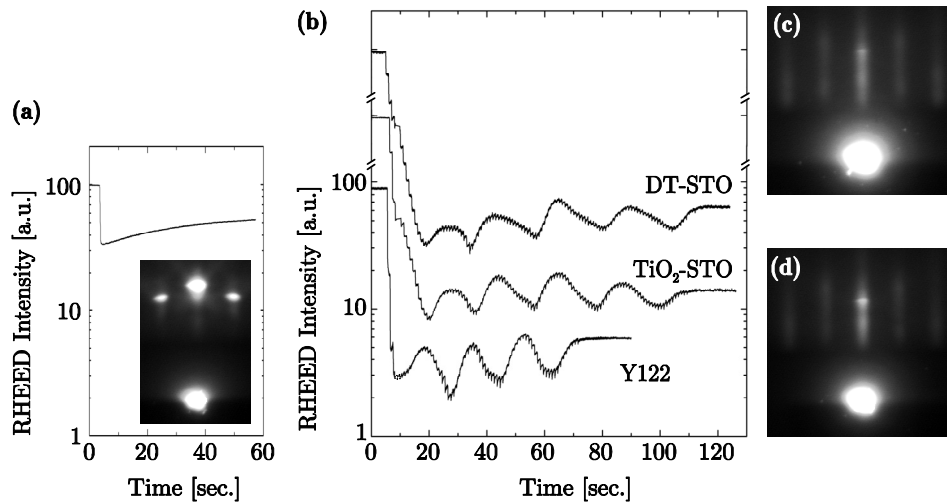 (a)
RHEED Intensity [a.u.]
100
10
1
0 20 40 60
Time [sec.]
(b)
RHEED Intensity [a.u.]
100
10
1
DT-STO
TiO₂-STO
Y122
0 20 40 60 80 100 120
Time [sec.]
(c)
(d)